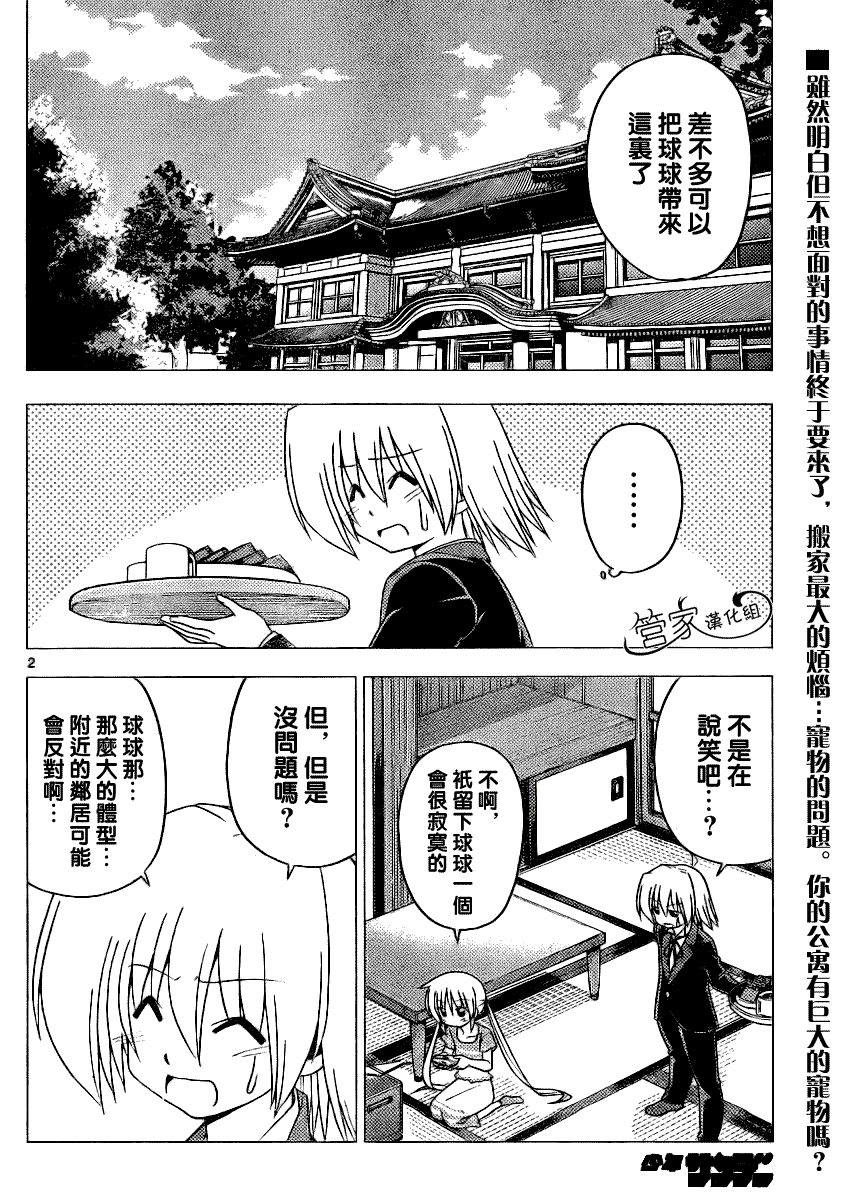 ■雖然明白但不想面對的事情終于要來了，搬家最大的煩惱…寵物的問題。你的公寓有巨大的寵物嗎？
差不多可以
把球球帶來
這裏了
……
管家漢化組
2
不是在
說笑吧…？
不啊，
衹留下球球一個
會很寂寞的
但，但是
沒問題嗎？
球球那…
那麼大的體型…
附近的鄰居可能
會反對啊…